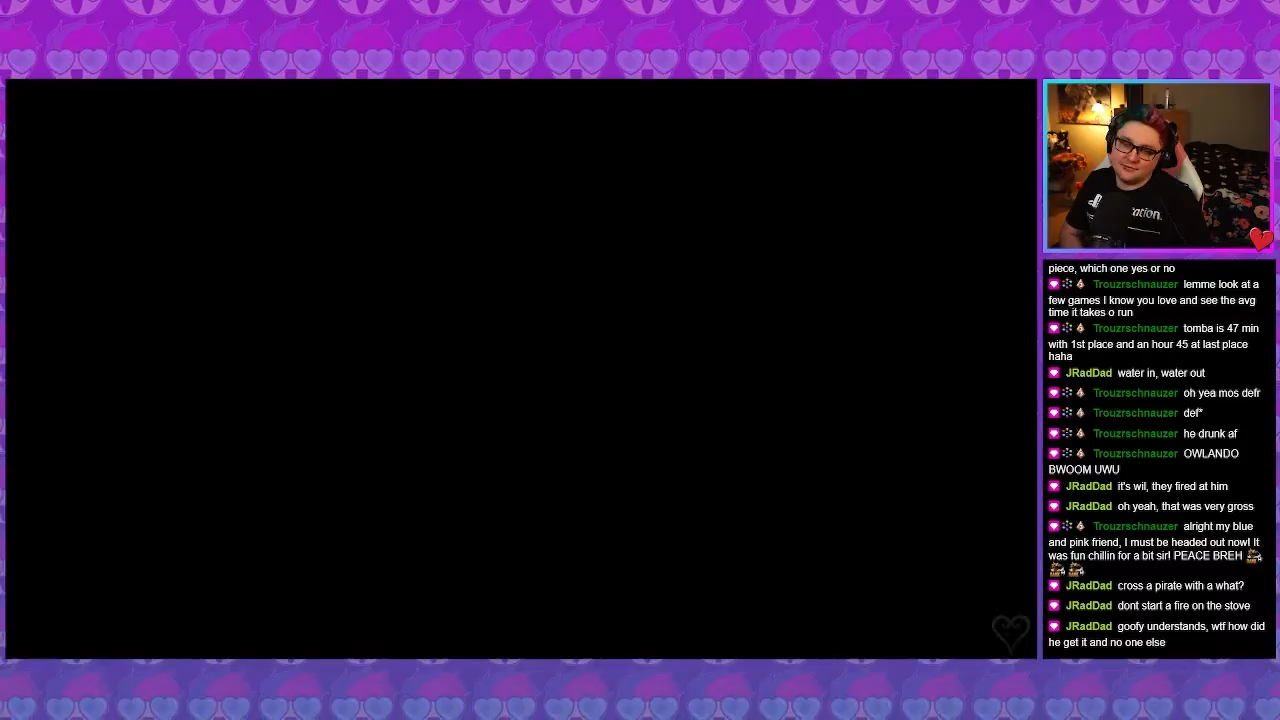 ation.
piece, which one yes or no
Trouzrschnauzer lemme look at a
few games I know you love and see the avg
time it takes o run
Trouzrschnauzer tomba is 47 min
with 1st place and an hour 45 at last place
haha
JRadDad water in, water out
Trouzrschnauzer oh yea mos defr
Trouzrschnauzer def*
Trouzrschnauzer he drunk af
Trouzrschnauzer OWLANDO
BWOOM UWU
JRadDad it's wil, they fired at him
JRadDad oh yeah, that was very gross
Trouzrschnauzer alright my blue
and pink friend, I must be headed out now! It
was fun chillin for a bit sir! PEACE BREH
JRadDad cross a pirate with a what?
JRadDad dont start a fire on the stove
JRadDad goofy understands, wtf how did
he get it and no one else